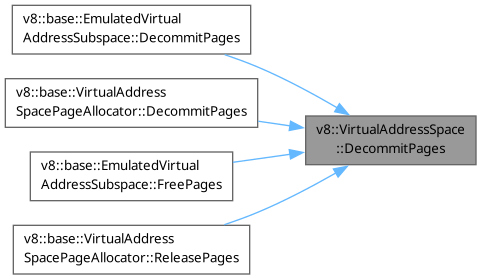 v8::base::EmulatedVirtual
AddressSubspace::DecommitPages
v8::base::VirtualAddress
SpacePageAllocator::DecommitPages
v8::VirtualAddressSpace
::DecommitPages
v8::base::EmulatedVirtual
AddressSubspace::FreePages
v8::base::VirtualAddress
SpacePageAllocator::ReleasePages